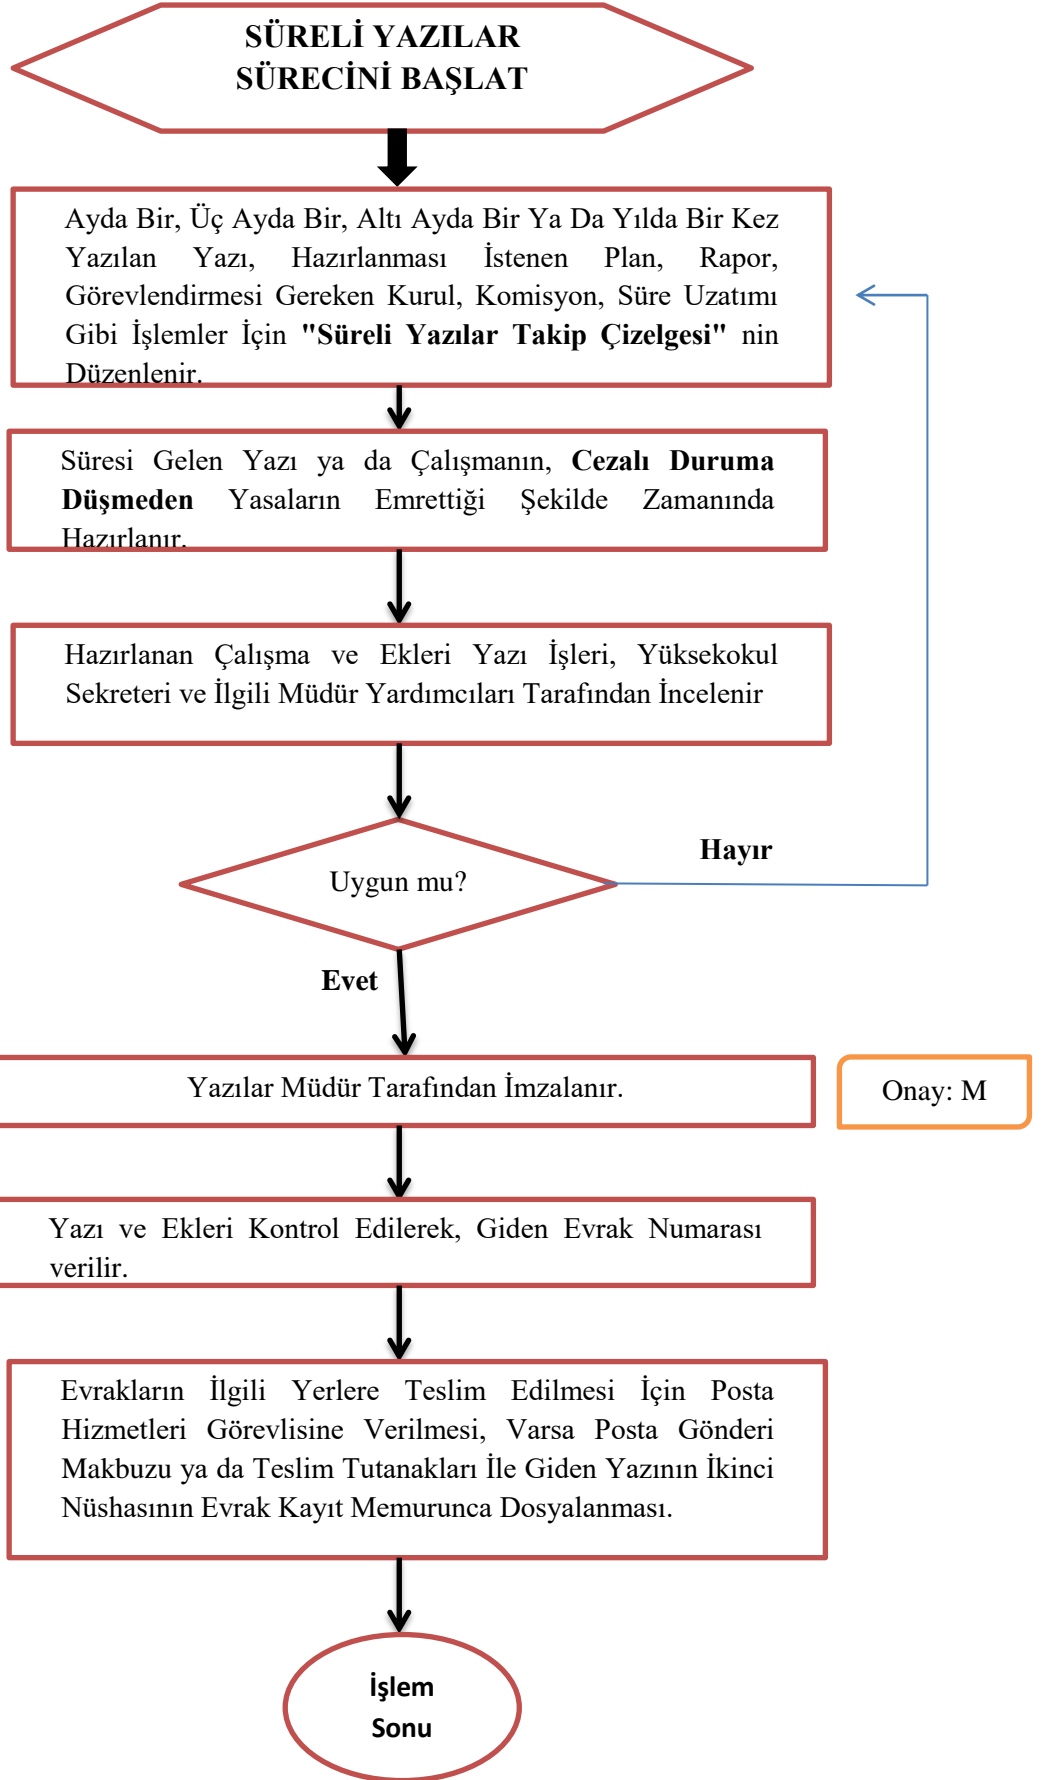 SÜRELİ YAZILAR
SÜRECİNİ BAŞLAT
Ayda Bir, Üç Ayda Bir, Altı Ayda Bir Ya Da Yılda Bir Kez
Yazılan Yazı, Hazırlanması İstenen Plan, Rapor,
Görevlendirmesi Gereken Kurul, Komisyon, Süre Uzatımı
Gibi İşlemler İçin "Süreli Yazılar Takip Çizelgesi" nin
Düzenlenir.
Süresi Gelen Yazı ya da Çalışmanın, Cezalı Duruma
Düşmeden Yasaların Emrettiği Şekilde Zamanında
Hazırlanır.
Hazırlanan Çalışma ve Ekleri Yazı İşleri, Yüksekokul
Sekreteri ve İlgili Müdür Yardımcıları Tarafından İncelenir
Hayır
Uygun mu?
Evet
Yazılar Müdür Tarafından İmzalanır.
Onay: M
Yazı ve Ekleri Kontrol Edilerek, Giden Evrak Numarası
verilir.
Evrakların İlgili Yerlere Teslim Edilmesi İçin Posta
Hizmetleri Görevlisine Verilmesi, Varsa Posta Gönderi
Makbuzu ya da Teslim Tutanakları İle Giden Yazının İkinci
Nüshasının Evrak Kayıt Memurunca Dosyalanması.
İşlem
Sonu